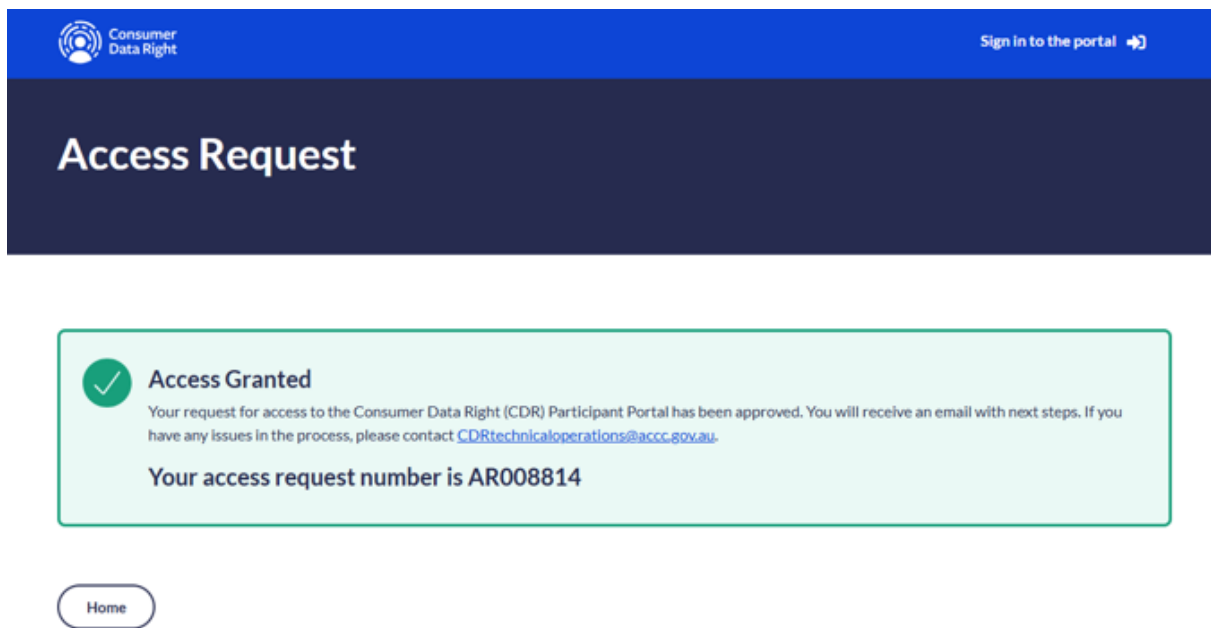 Consumer
Data Right
Sign in to the portal
Access Request
Access Granted
Your request for access to the Consumer Data Right (CDR) Participant Portal has been approved. You will receive an email with next steps. If you
have any issues in the process, please contact CDRtechnicaloperations@accc.gov.au.
Your access request number is AR008814
Home